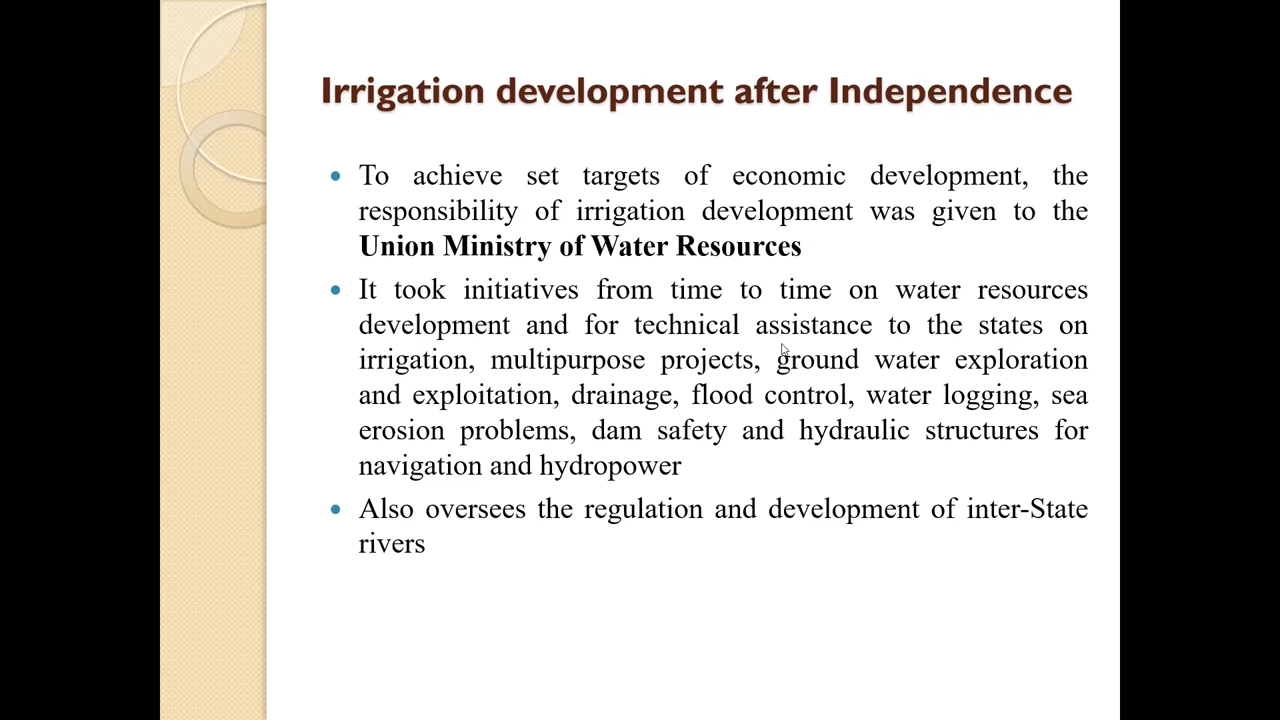 Irrigation development after Independence
• To achieve set targets of economic development, the
responsibility of irrigation development was given to the
Union Ministry of Water Resources
• It took initiatives from time to time on water resources
development and for technical assistance to the states on
irrigation, multipurpose projects, ground water exploration
and exploitation, drainage, flood control, water logging, sea
erosion problems, dam safety and hydraulic structures for
navigation and hydropower
• Also oversees the regulation and development of inter-State
rivers